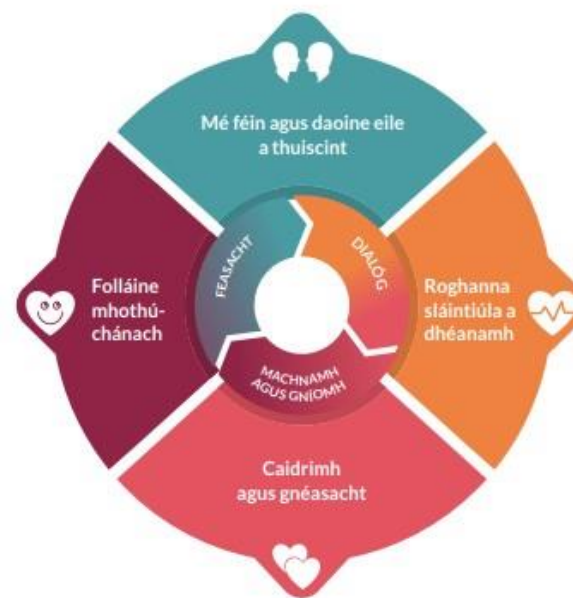 Mé féin agus daoine eile
a thuiscint
FEASACHT
DIALÓG
Folláine
mhothú-
chánach
Roghanna
sláintiúla a
dhéanamh
MACHNAMH
AGUS GNÍOMH
Caidrimh
agus gnéasacht